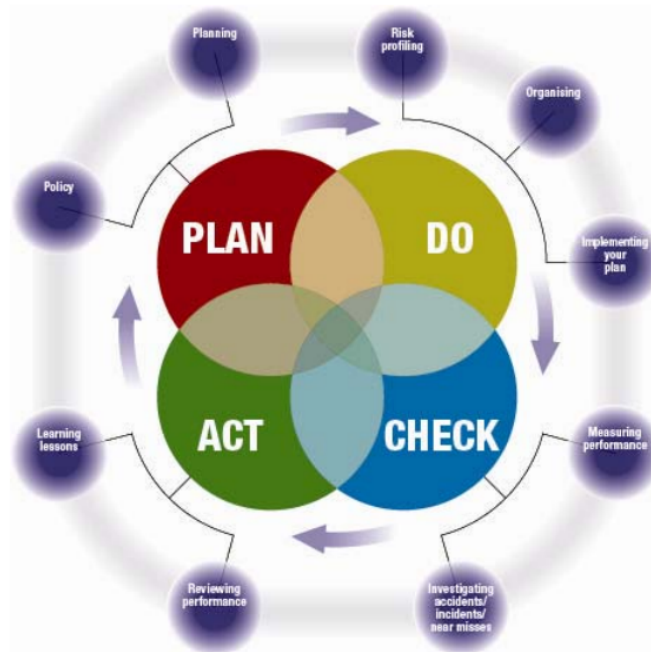 Planning
Risk
profiling
Organising
Policy
PLAN
DO
Implementing
your
plan
Learning
lessons
ACT
CHECK
Measuring
performance
Reviewing
performance
Investigating
accidents/
incidents/
near misses